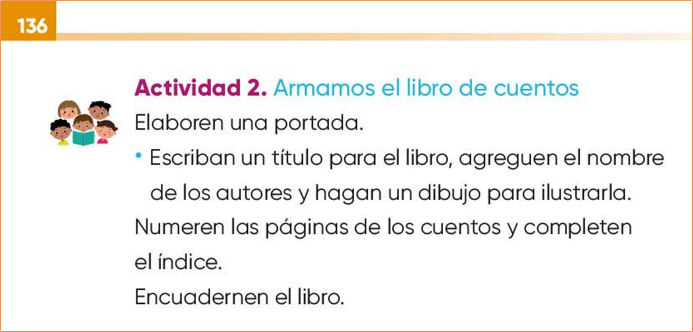 136
Actividad 2. Armamos el libro de cuentos
Elaboren una portada.
• Escriban un título para el libro, agreguen el nombre
de los autores y hagan un dibujo para ilustrarla.
Numeren las páginas de los cuentos y completen
el índice.
Encuadernen el libro.